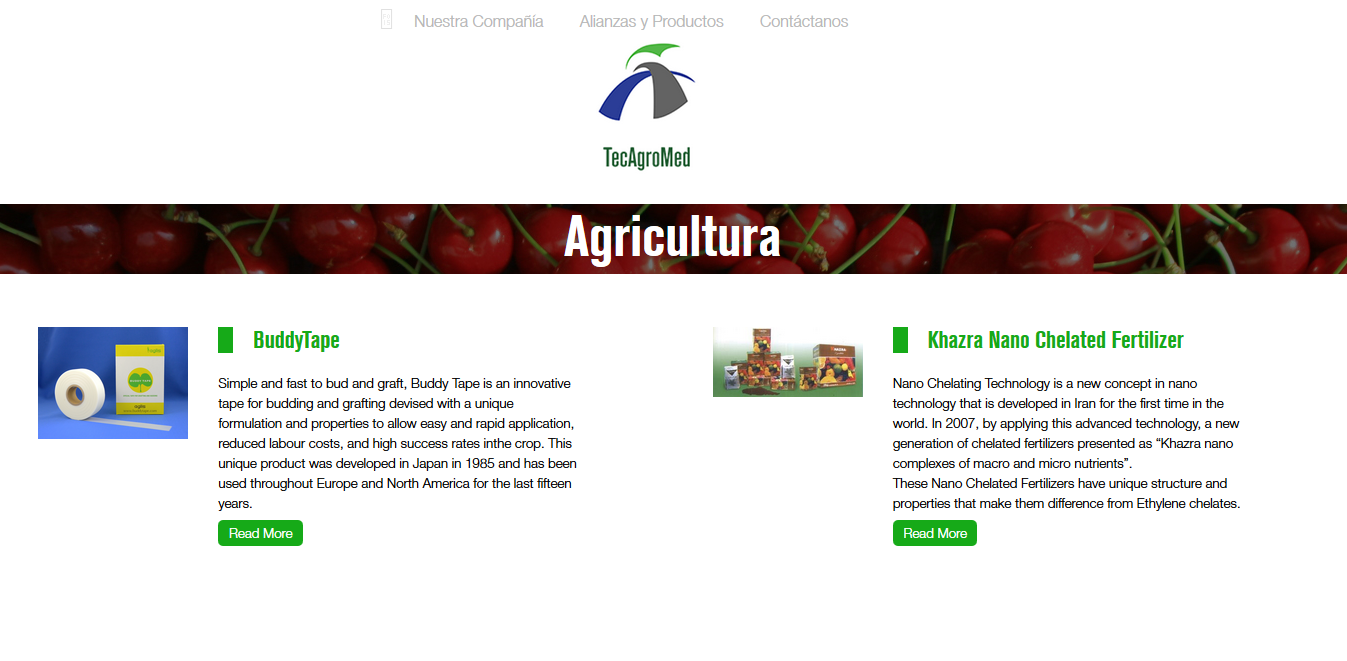 Nuestra Compañía Alianzas y Productos Contáctanos
TecAgroMed
Agricultura
BuddyTape
Simple and fast to bud and graft, Buddy Tape is an innovative
tape for budding and grafting devised with a unique
formulation and properties to allow easy and rapid application,
reduced labour costs, and high success rates inthe crop. This
unique product was developed in Japan in 1985 and has been
used throughout Europe and North America for the last fifteen
years.
Read More
Khazra Nano Chelated Fertilizer
Nano Chelating Technology is a new concept in nano
technology that is developed in Iran for the first time in the
world. In 2007, by applying this advanced technology, a new
generation of chelated fertilizers presented as “Khazra nano
complexes of macro and micro nutrients”.
These Nano Chelated Fertilizers have unique structure and
properties that make them difference from Ethylene chelates.
Read More
BUDDY TAPE